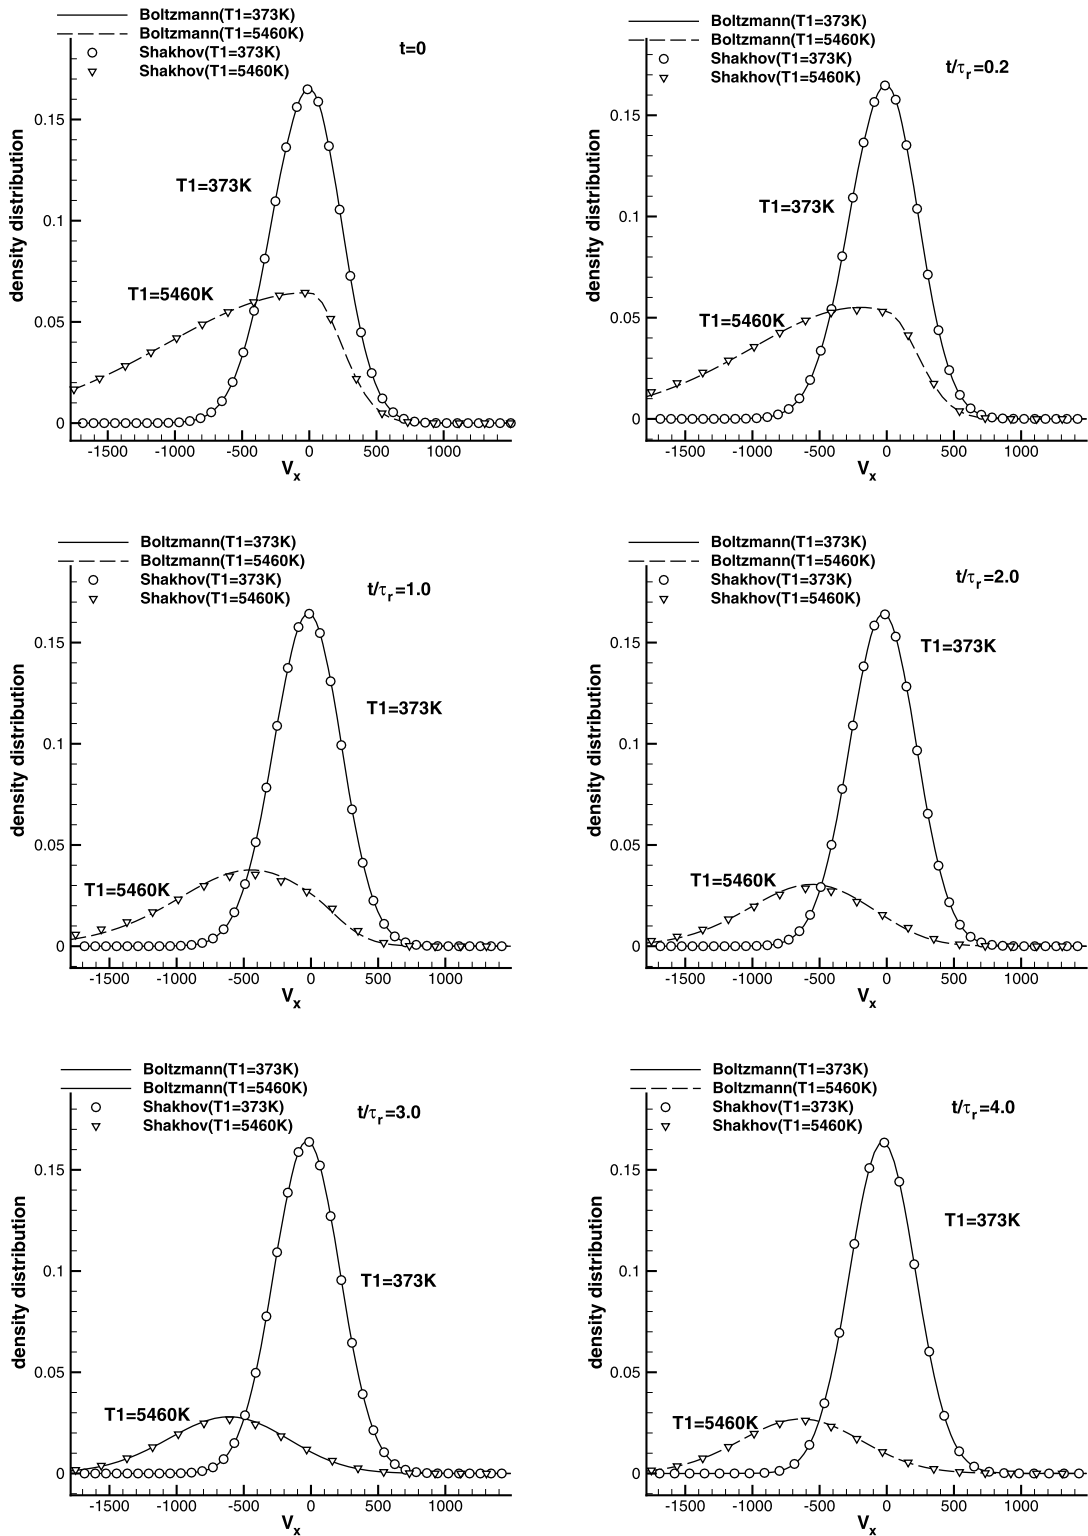 Boltzmann(T1=373K)
Boltzmann(T1=5460K)
Shakhov(T1=373K)
Shakhov(T1=5460K)
t=0
T1=373K
T1=5460K
density distribution
0.15
0.1
0.05
0
-1500 -1000 -500 0 500 1000
Vx
Boltzmann(T1=373K)
Boltzmann(T1=5460K)
Shakhov(T1=373K)
Shakhov(T1=5460K)
t/τr=0.2
T1=373K
T1=5460K
density distribution
0.15
0.1
0.05
0
-1500 -1000 -500 0 500 1000
Vx
Boltzmann(T1=373K)
Boltzmann(T1=5460K)
Shakhov(T1=373K)
Shakhov(T1=5460K)
t/τr=1.0
T1=373K
T1=5460K
density distribution
0.15
0.1
0.05
0
-1500 -1000 -500 0 500 1000
Vx
Boltzmann(T1=373K)
Boltzmann(T1=5460K)
Shakhov(T1=373K)
Shakhov(T1=5460K)
t/τr=2.0
T1=373K
T1=5460K
density distribution
0.15
0.1
0.05
0
-1500 -1000 -500 0 500 1000
Vx
Boltzmann(T1=373K)
Boltzmann(T1=5460K)
Shakhov(T1=373K)
Shakhov(T1=5460K)
t/τr=3.0
T1=373K
T1=5460K
density distribution
0.15
0.1
0.05
0
-1500 -1000 -500 0 500 1000
Vx
Boltzmann(T1=373K)
Boltzmann(T1=5460K)
Shakhov(T1=373K)
Shakhov(T1=5460K)
t/τr=4.0
T1=373K
T1=5460K
density distribution
0.15
0.1
0.05
0
-1500 -1000 -500 0 500 1000
Vx